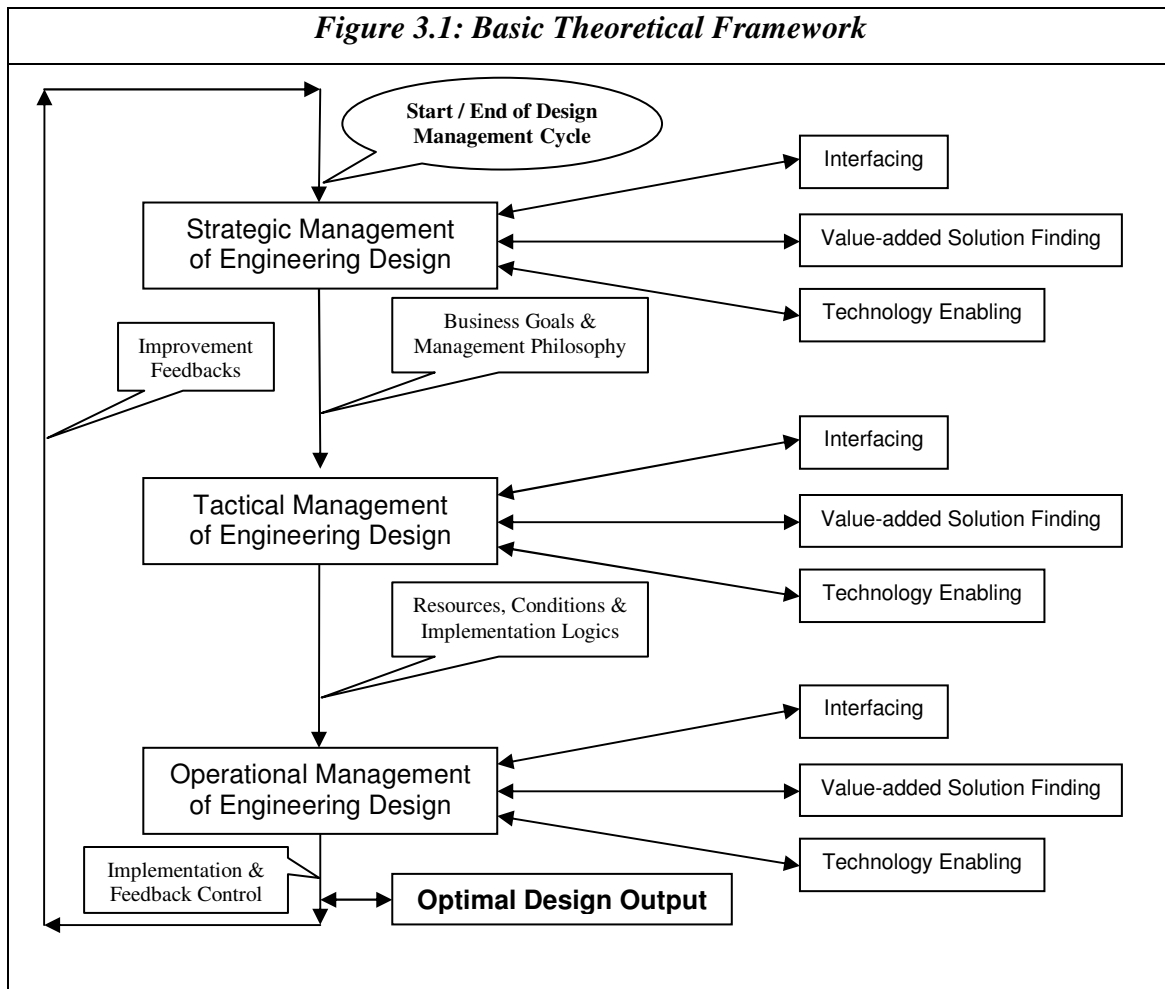 Figure 3.1: Basic Theoretical Framework
Start / End of Design
Management Cycle
Interfacing
Strategic Management
of Engineering Design
Value-added Solution Finding
Technology Enabling
Business Goals &
Management Philosophy
Improvement
Feedbacks
Interfacing
Tactical Management
of Engineering Design
Value-added Solution Finding
Technology Enabling
Resources, Conditions &
Implementation Logics
Interfacing
Operational Management
of Engineering Design
Value-added Solution Finding
Technology Enabling
Implementation &
Feedback Control
Optimal Design Output